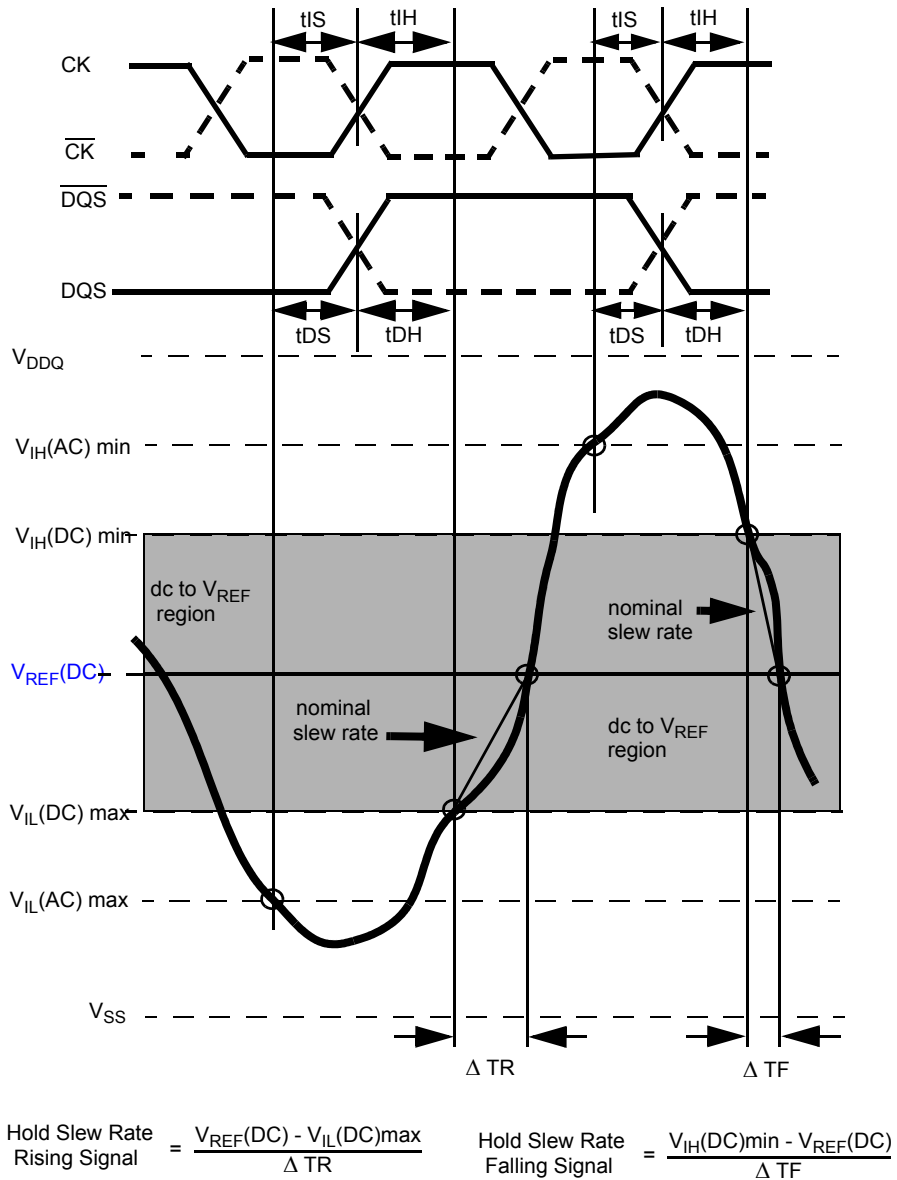 tIS tIH tIS tIH
CK
CK
DQS
DQS
tDS tDH tDS tDH
VDDQ
VIH(AC) min
VIH(DC) min
dc to VREF
region
nominal
slew rate
VREF(DC)
nominal
slew rate
dc to VREF
region
VIL(DC) max
VIL(AC) max
VSS
Δ TR Δ TF
Hold Slew Rate
Rising Signal
= VREF(DC) - VIL(DC)max
Δ TR
Hold Slew Rate
Falling Signal
= VIH(DC)min - VREF(DC)
Δ TF